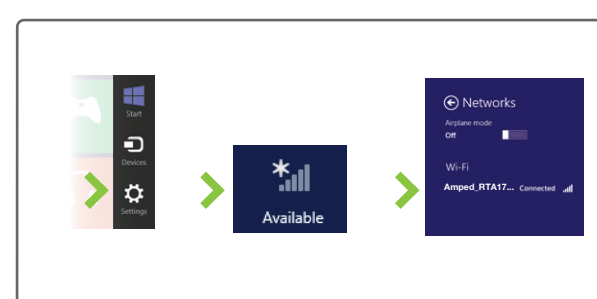 Start
Devices
Settings
Available
Networks
Airplane mode
Off
Wi-Fi
Amped_RTA17... Connected